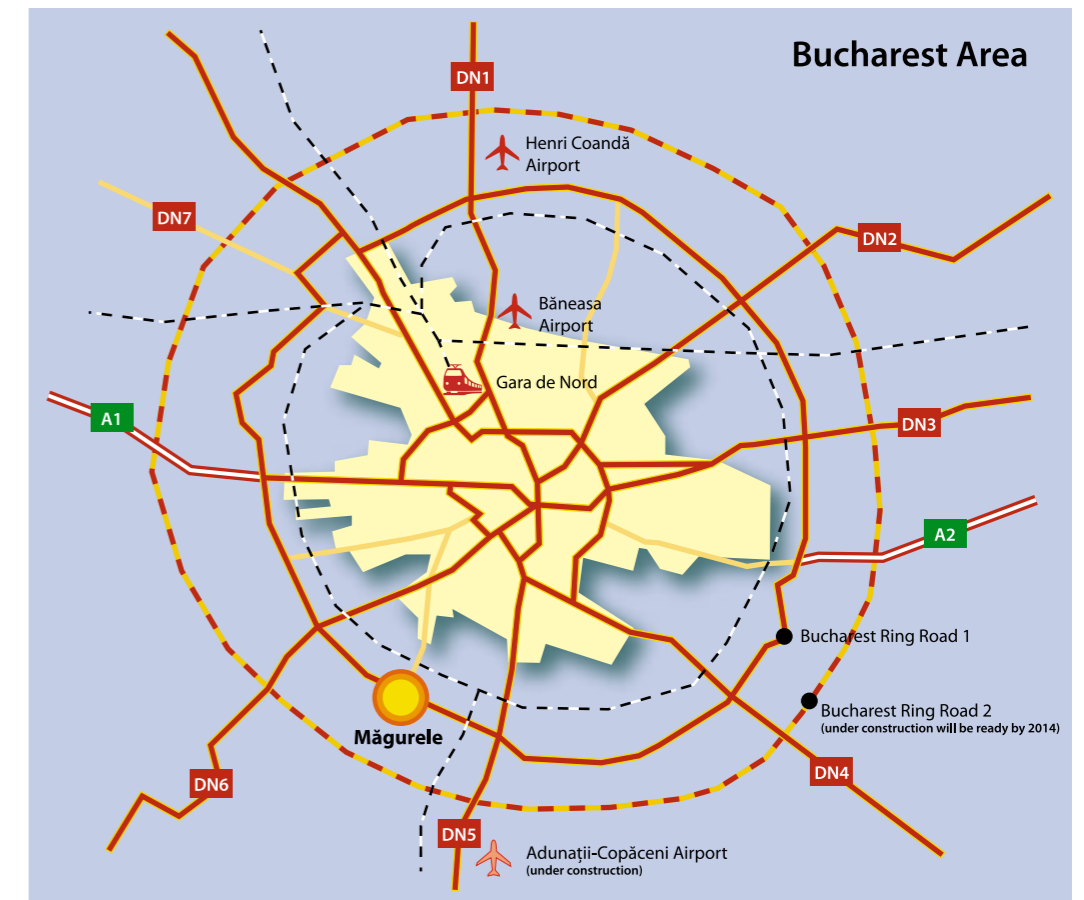 Bucharest Area
DN1
Henri Coandă
Airport
DN7
DN2
Băneasa
Airport
Gara de Nord
A1
DN3
A2
Bucharest Ring Road 1
Bucharest Ring Road 2
(under construction will be ready by 2014)
Măgurele
DN4
DN6
DN5
Adunații-Copăceni Airport
(under construction)